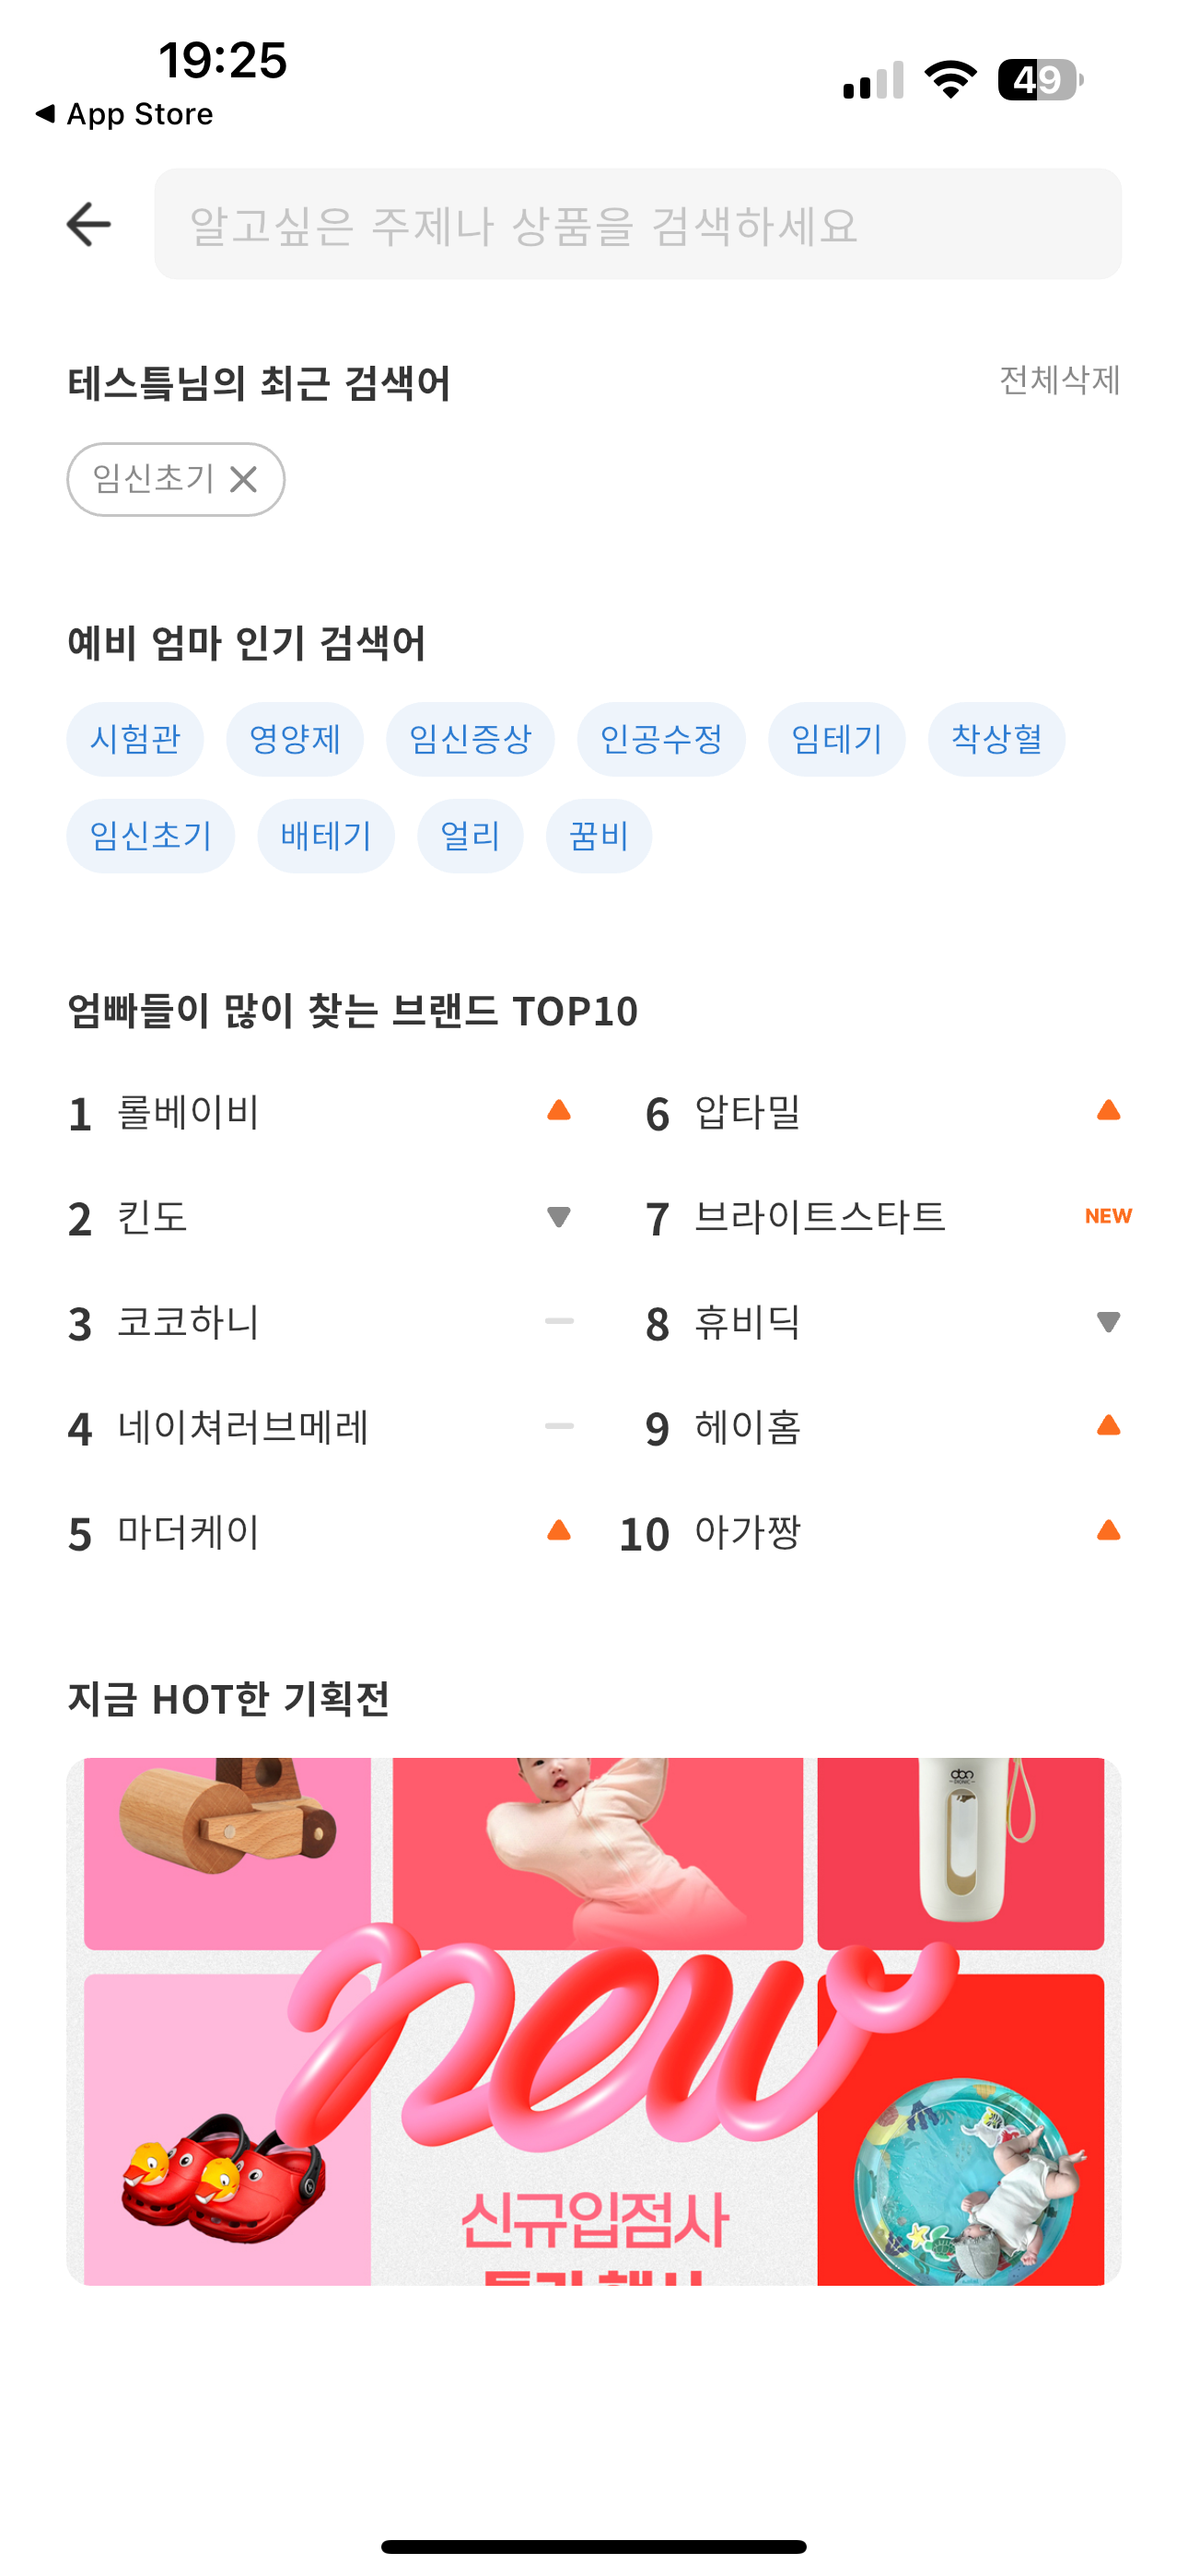 19:25
49
◀ App Store
알고싶은 주제나 상품을 검색하세요
테스틐님의 최근 검색어
전체삭제
임신초기
예비 엄마 인기 검색어
시험관 영양제 임신증상 인공수정 임테기 착상혈
임신초기 배테기 얼리 꿈비
엄빠들이 많이 찾는 브랜드 TOP10
1 롤베이비
2 킨도
3 코코하니
4 네이쳐러브메레
5 마더케이
6 압타밀
7 브라이트스타트 NEW
8 휴비딕
9 헤이홈
10 아가짱
지금 HOT한 기획전
new
신규입점사
특가 행사